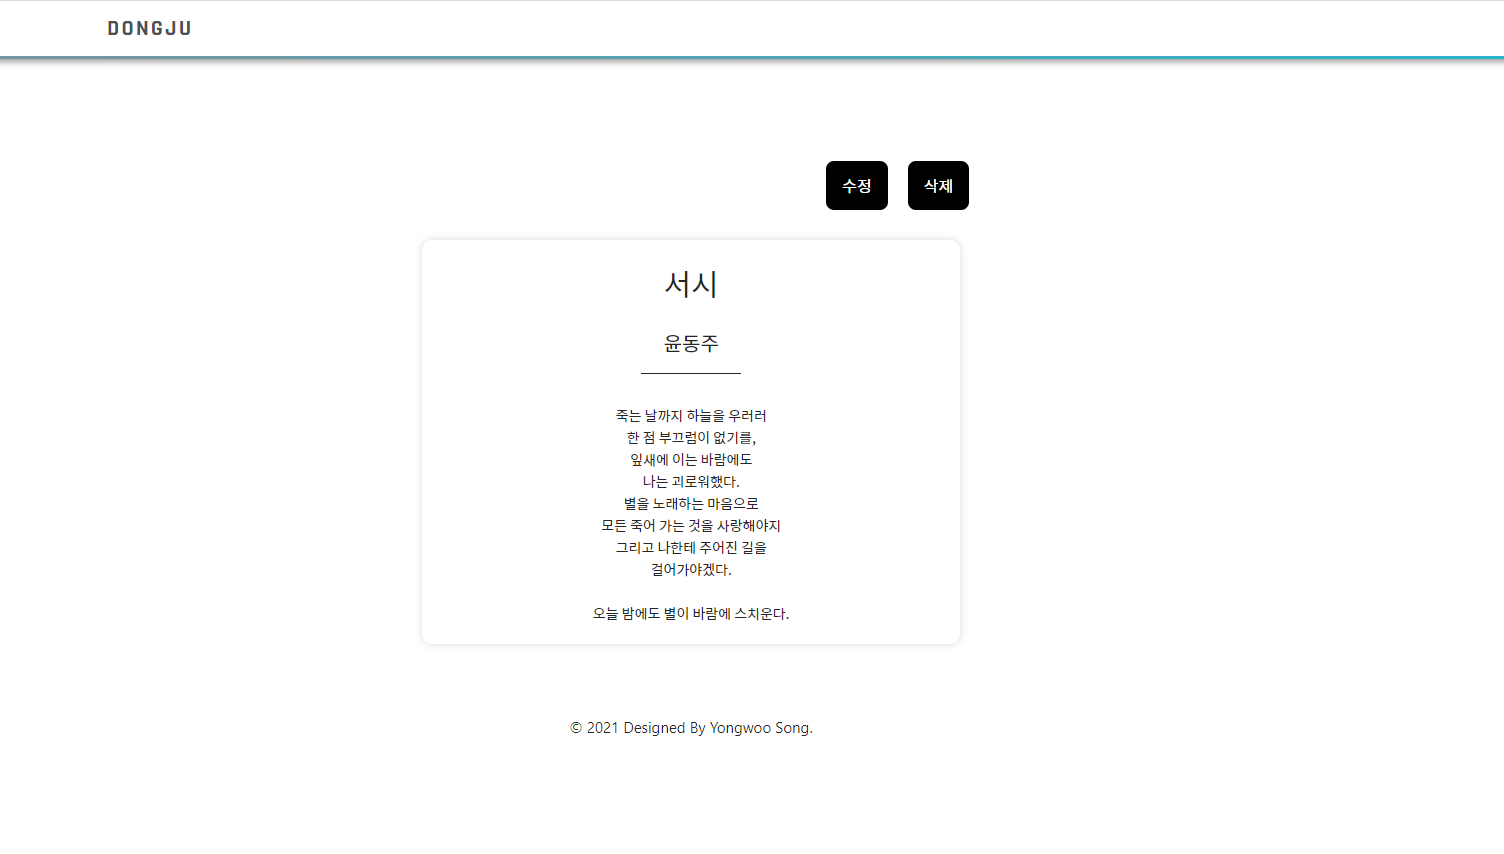 DONGJU
수정 삭제
서시
윤동주
죽는 날까지 하늘을 우러러
한 점 부끄럼이 없기를,
잎새에 이는 바람에도
나는 괴로워했다.
별을 노래하는 마음으로
모든 죽어 가는 것을 사랑해야지
그리고 나한테 주어진 길을
걸어가야겠다.
오늘 밤에도 별이 바람에 스치운다.
© 2021 Designed By Yongwoo Song.